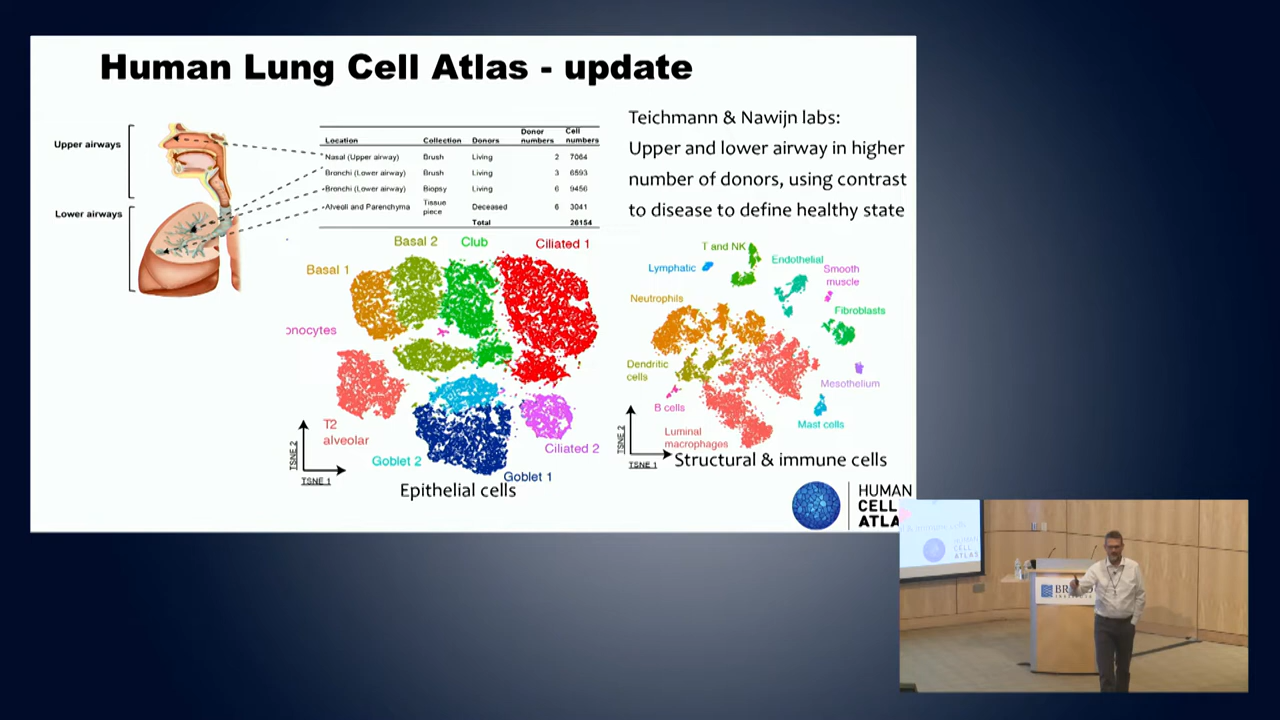 Human Lung Cell Atlas - update
Upper airways
Lower airways
Location Collection Donors Donor numbers Cell numbers
Nasal (Upper airway) Brush Living 2 7064
Bronchi (Lower airway) Brush Living 3 6593
Bronchi (Lower airway) Biopsy Living 6 9456
Alveoli and Parenchyma Tissue piece Deceased 6 3041
Total 26154
Teichmann & Nawijn labs:
Upper and lower airway in higher
number of donors, using contrast
to disease to define healthy state
Basal 1
Basal 2
Club
Ciliated 1
onocytes
T2
alveolar
Goblet 2
Goblet 1
Ciliated 2
TSNE 2
TSNE 1
Epithelial cells
T and NK
Lymphatic
Endothelial
Smooth
muscle
Neutrophils
Fibroblasts
Dendritic
cells
Mesothelium
B cells
Mast cells
Luminal
macrophages
TSNE 2
TSNE 1
Structural & immune cells
HUMAN
CELL
ATLA
HUMAN
CELL
ATLAS